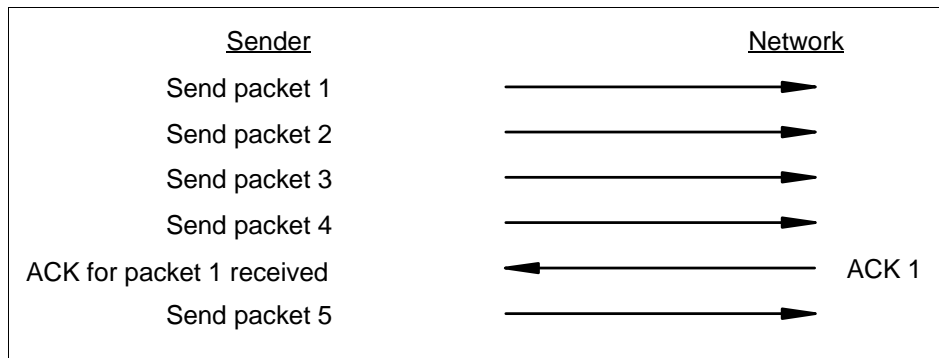 Sender Network
Send packet 1
Send packet 2
Send packet 3
Send packet 4
ACK for packet 1 received ACK 1
Send packet 5